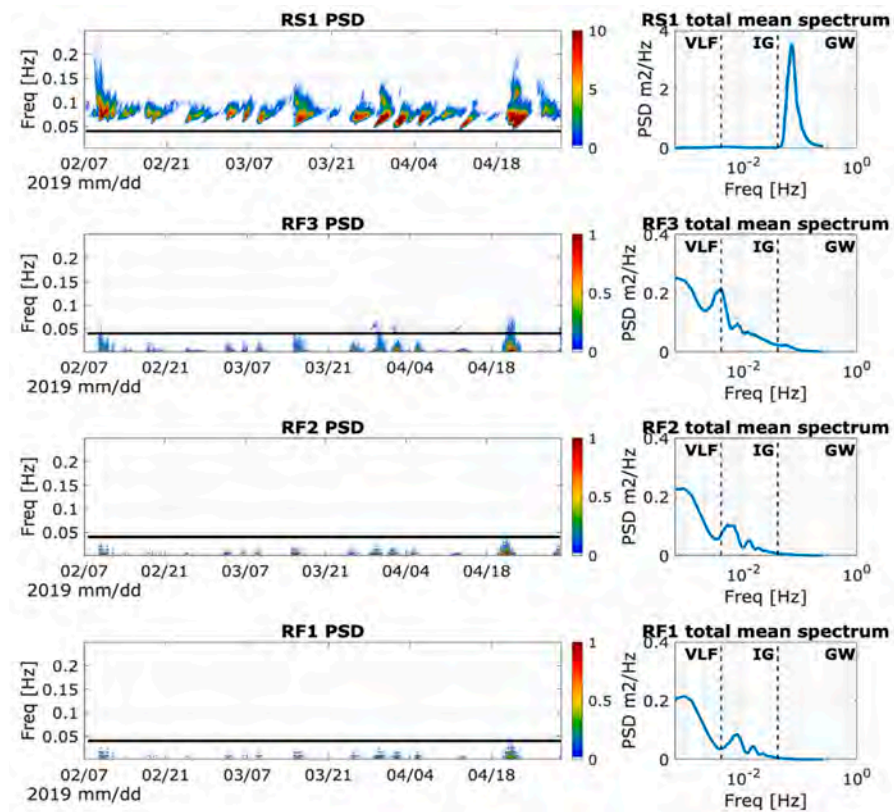 RS1 PSD
Freq [Hz]
0.2
0.15
0.1
0.05
02/07 02/21 03/07 03/21 04/04 04/18
2019 mm/dd
10
5
0
RS1 total mean spectrum
VLF IG GW
PSD m2/Hz
4
2
0
10-2 100
Freq [Hz]
RF3 PSD
Freq [Hz]
0.2
0.15
0.1
0.05
02/07 02/21 03/07 03/21 04/04 04/18
2019 mm/dd
1
0.5
0
RF3 total mean spectrum
VLF IG GW
PSD m2/Hz
0.4
0.2
0
10-2 100
Freq [Hz]
RF2 PSD
Freq [Hz]
0.2
0.15
0.1
0.05
02/07 02/21 03/07 03/21 04/04 04/18
2019 mm/dd
1
0.5
0
RF2 total mean spectrum
VLF IG GW
PSD m2/Hz
0.4
0.2
0
10-2 100
Freq [Hz]
RF1 PSD
Freq [Hz]
0.2
0.15
0.1
0.05
02/07 02/21 03/07 03/21 04/04 04/18
2019 mm/dd
1
0.5
0
RF1 total mean spectrum
VLF IG GW
PSD m2/Hz
0.4
0.2
0
10-2 100
Freq [Hz]